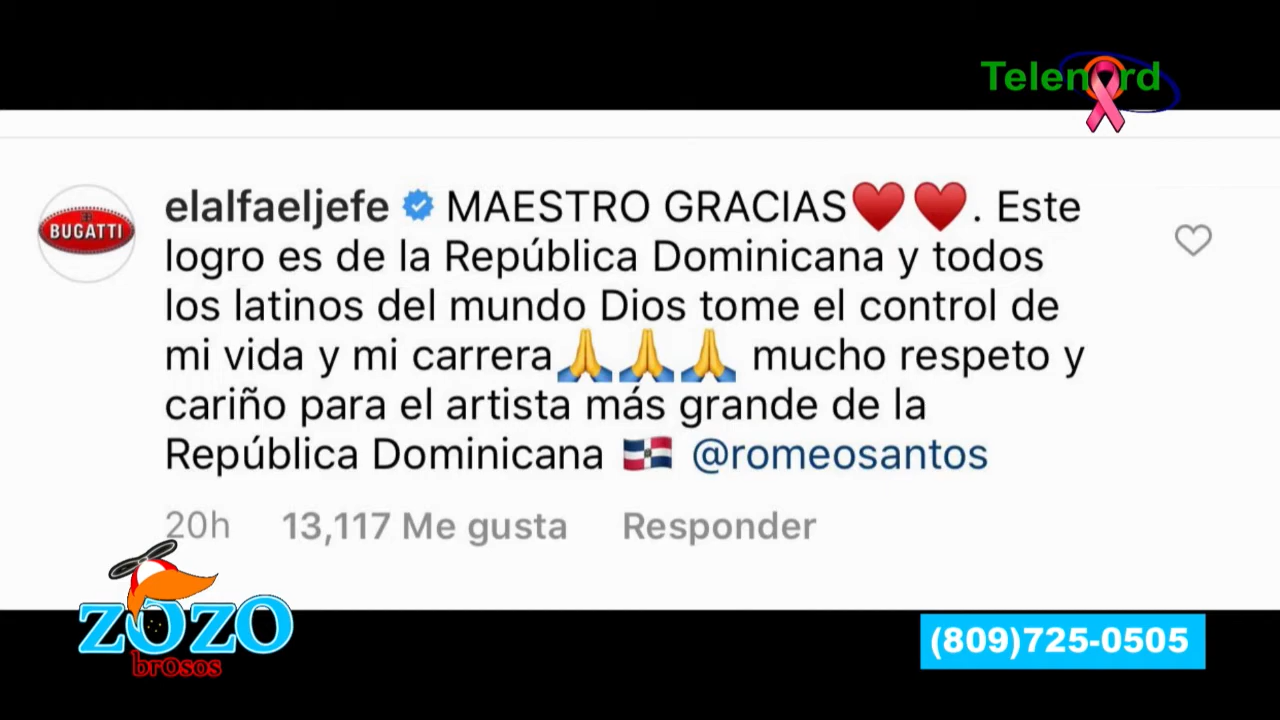 Telenord
BUGATTI
elalfaeljefe MAESTRO GRACIAS❤️❤️. Este
logro es de la República Dominicana y todos
los latinos del mundo Dios tome el control de
mi vida y mi carrera🙏🙏🙏 mucho respeto y
cariño para el artista más grande de la
República Dominicana 🇩🇴 @romeosantos
20h 13,117 Me gusta Responder
ZOZO
brOsos
(809)725-0505